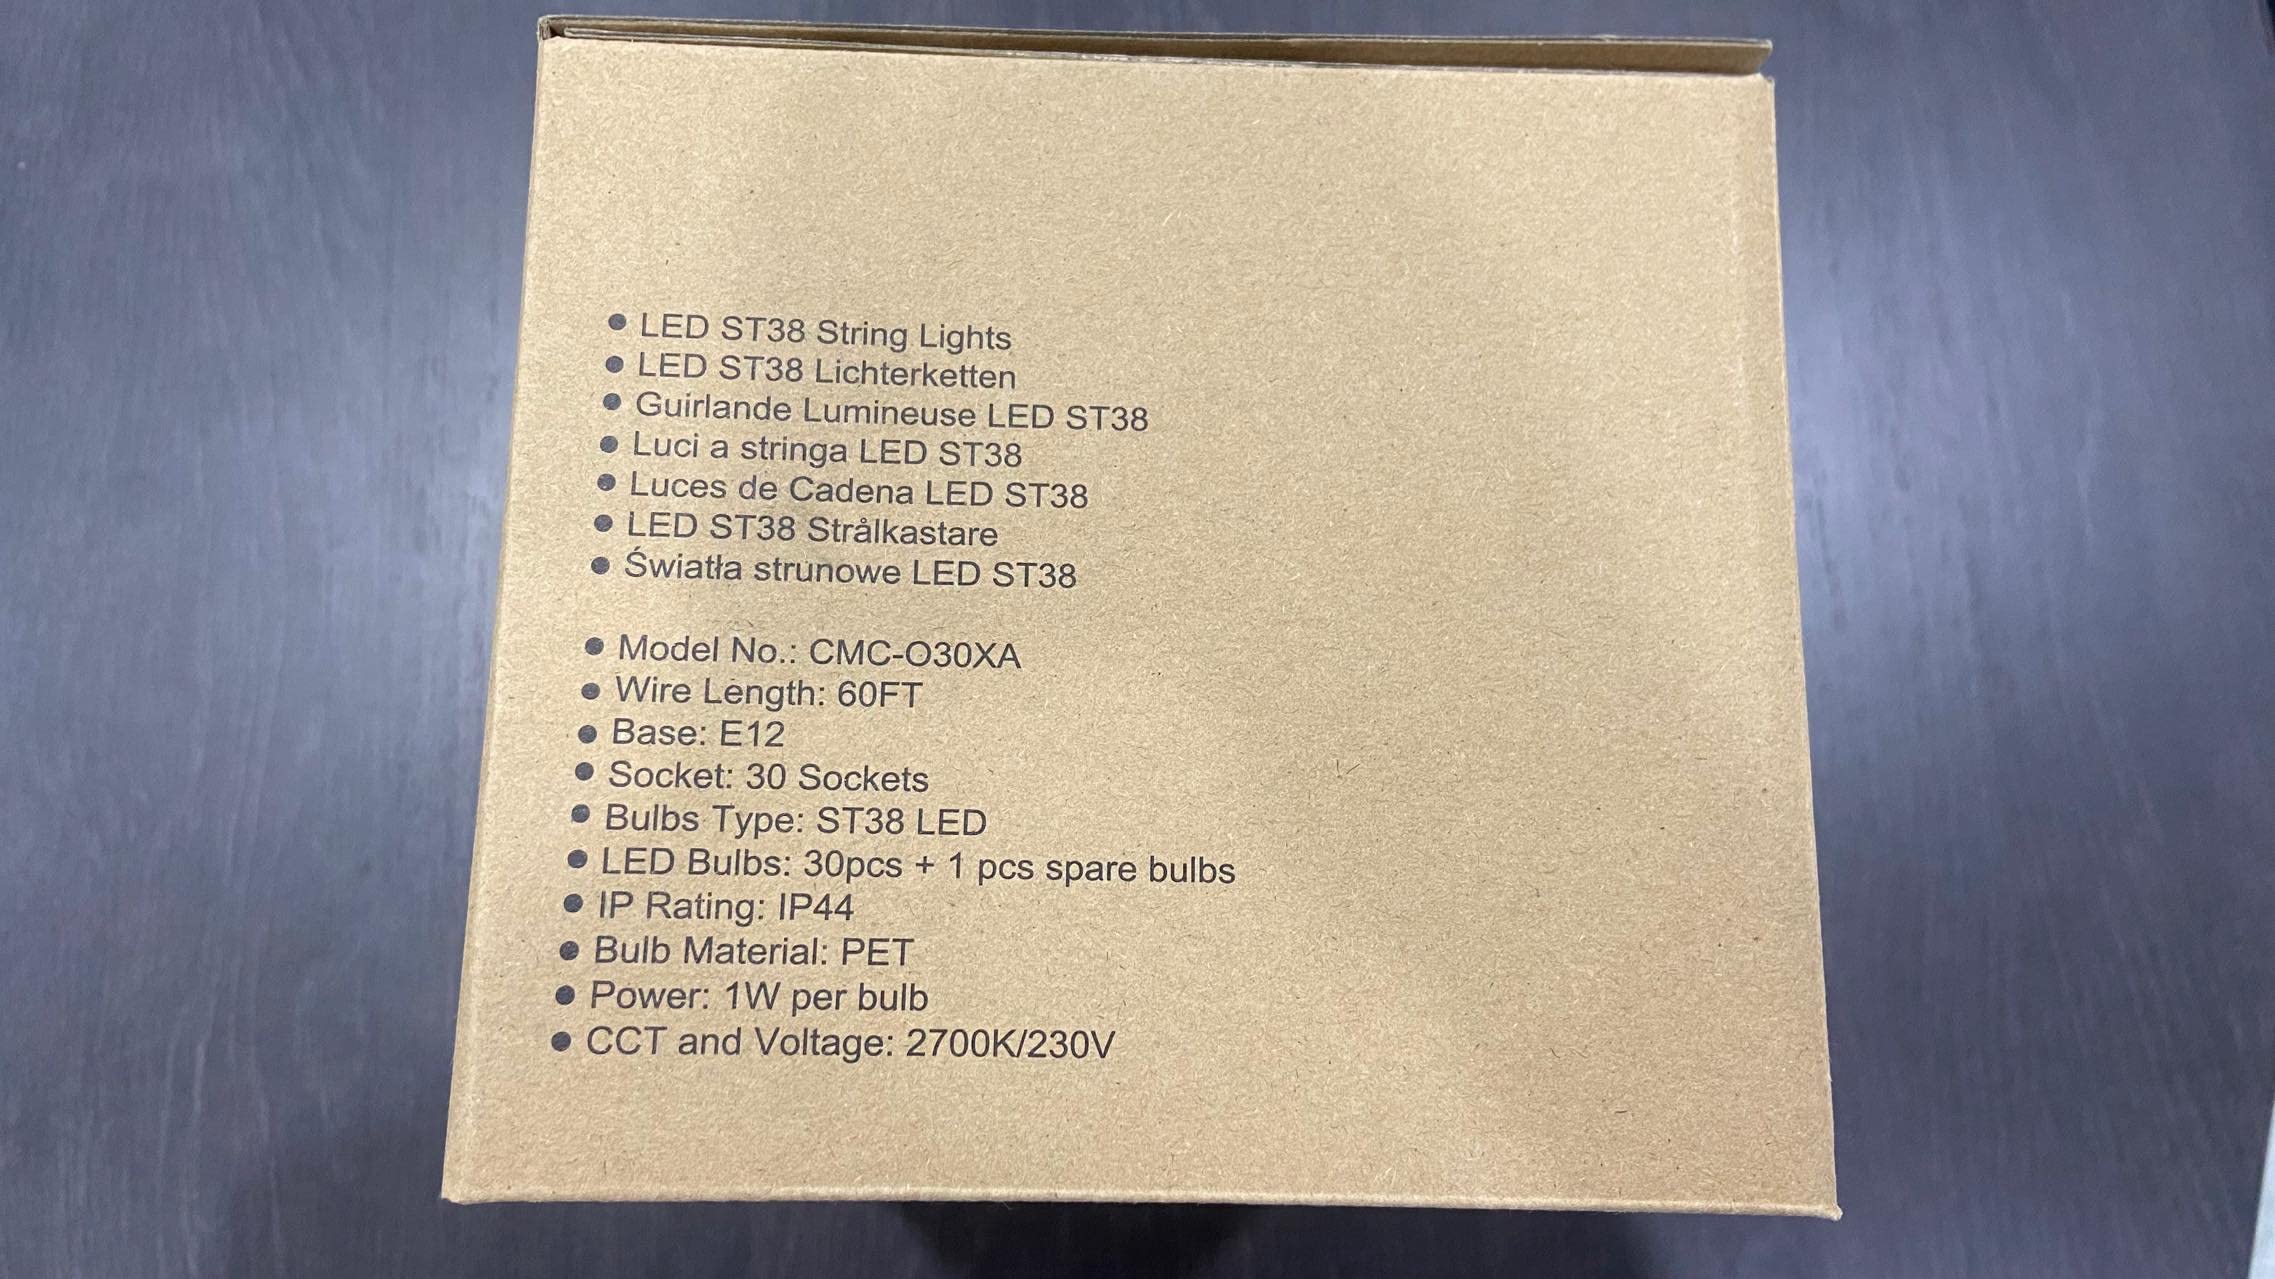 ● LED ST38 String Lights
● LED ST38 Lichterketten
● Guirlande Lumineuse LED ST38
● Luci a stringa LED ST38
● Luces de Cadena LED ST38
● LED ST38 Strålkastare
● Światła strunowe LED ST38
● Model No.: CMC-O30XA
● Wire Length: 60FT
● Base: E12
● Socket: 30 Sockets
● Bulbs Type: ST38 LED
● LED Bulbs: 30pcs + 1 pcs spare bulbs
● IP Rating: IP44
● Bulb Material: PET
● Power: 1W per bulb
● CCT and Voltage: 2700K/230V